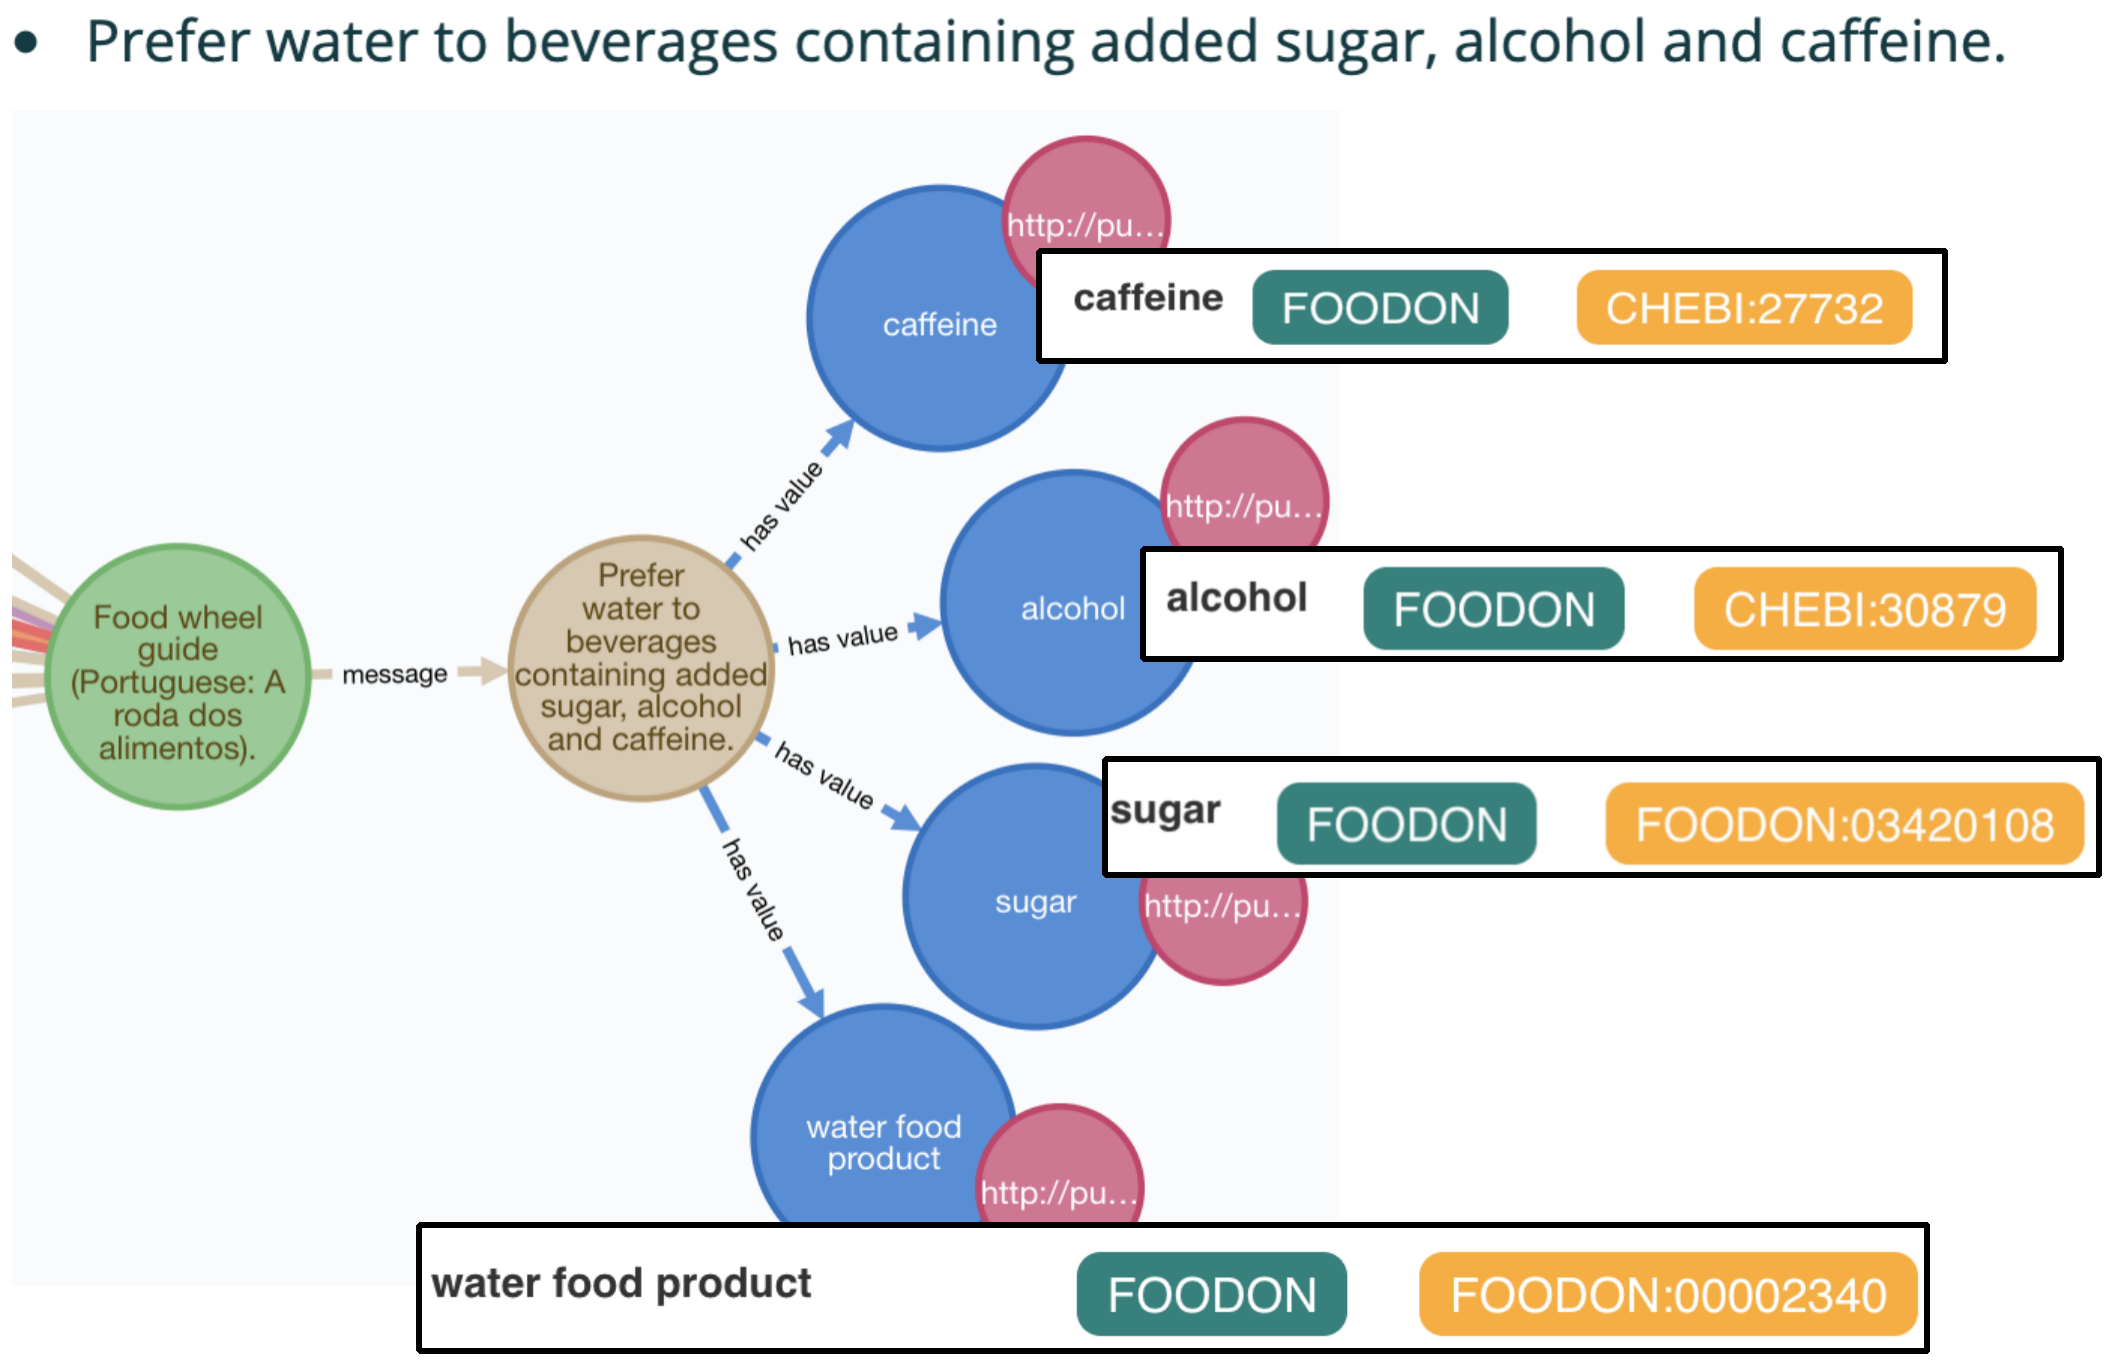 • Prefer water to beverages containing added sugar, alcohol and caffeine.
http://pu...
caffeine
caffeine FOODON CHEBI:27732
has value
http://pu...
alcohol
alcohol FOODON CHEBI:30879
has value
Food wheel
guide
(Portuguese: A
roda dos
alimentos).
message
Prefer
water to
beverages
containing added
sugar, alcohol
and caffeine.
has value
sugar FOODON FOODON:03420108
sugar
http://pu...
has value
water food
product
http://pu...
water food product FOODON FOODON:00002340